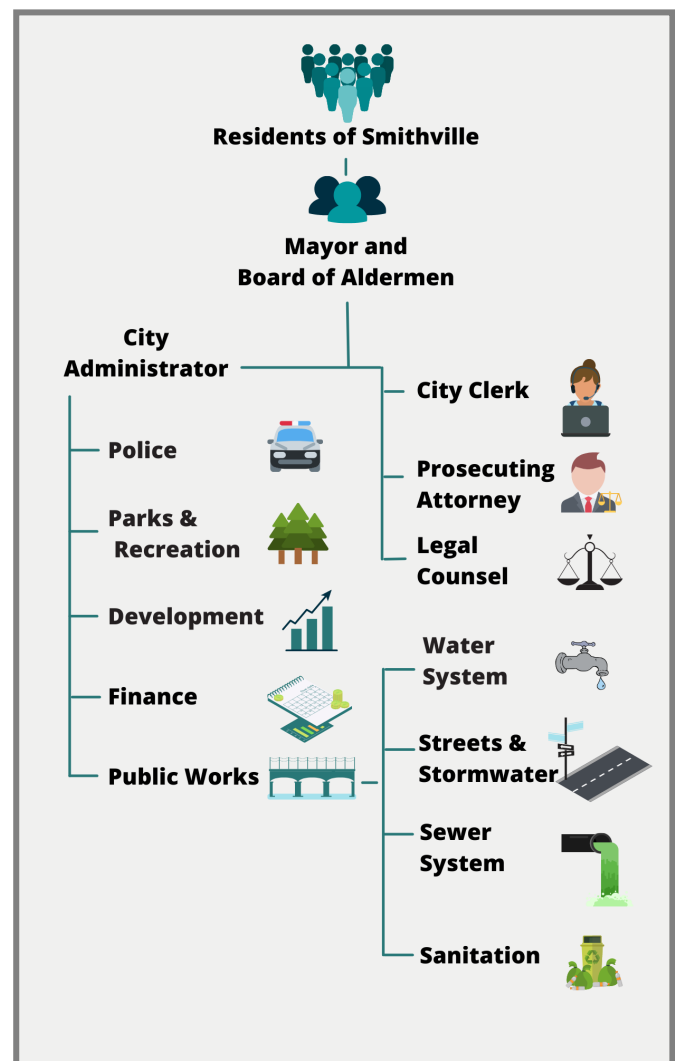 Residents of Smithville
Mayor and
Board of Aldermen
City
Administrator
Police
Parks &
Recreation
Development
Finance
Public Works
City Clerk
Prosecuting
Attorney
Legal
Counsel
Water
System
Streets &
Stormwater
Sewer
System
Sanitation